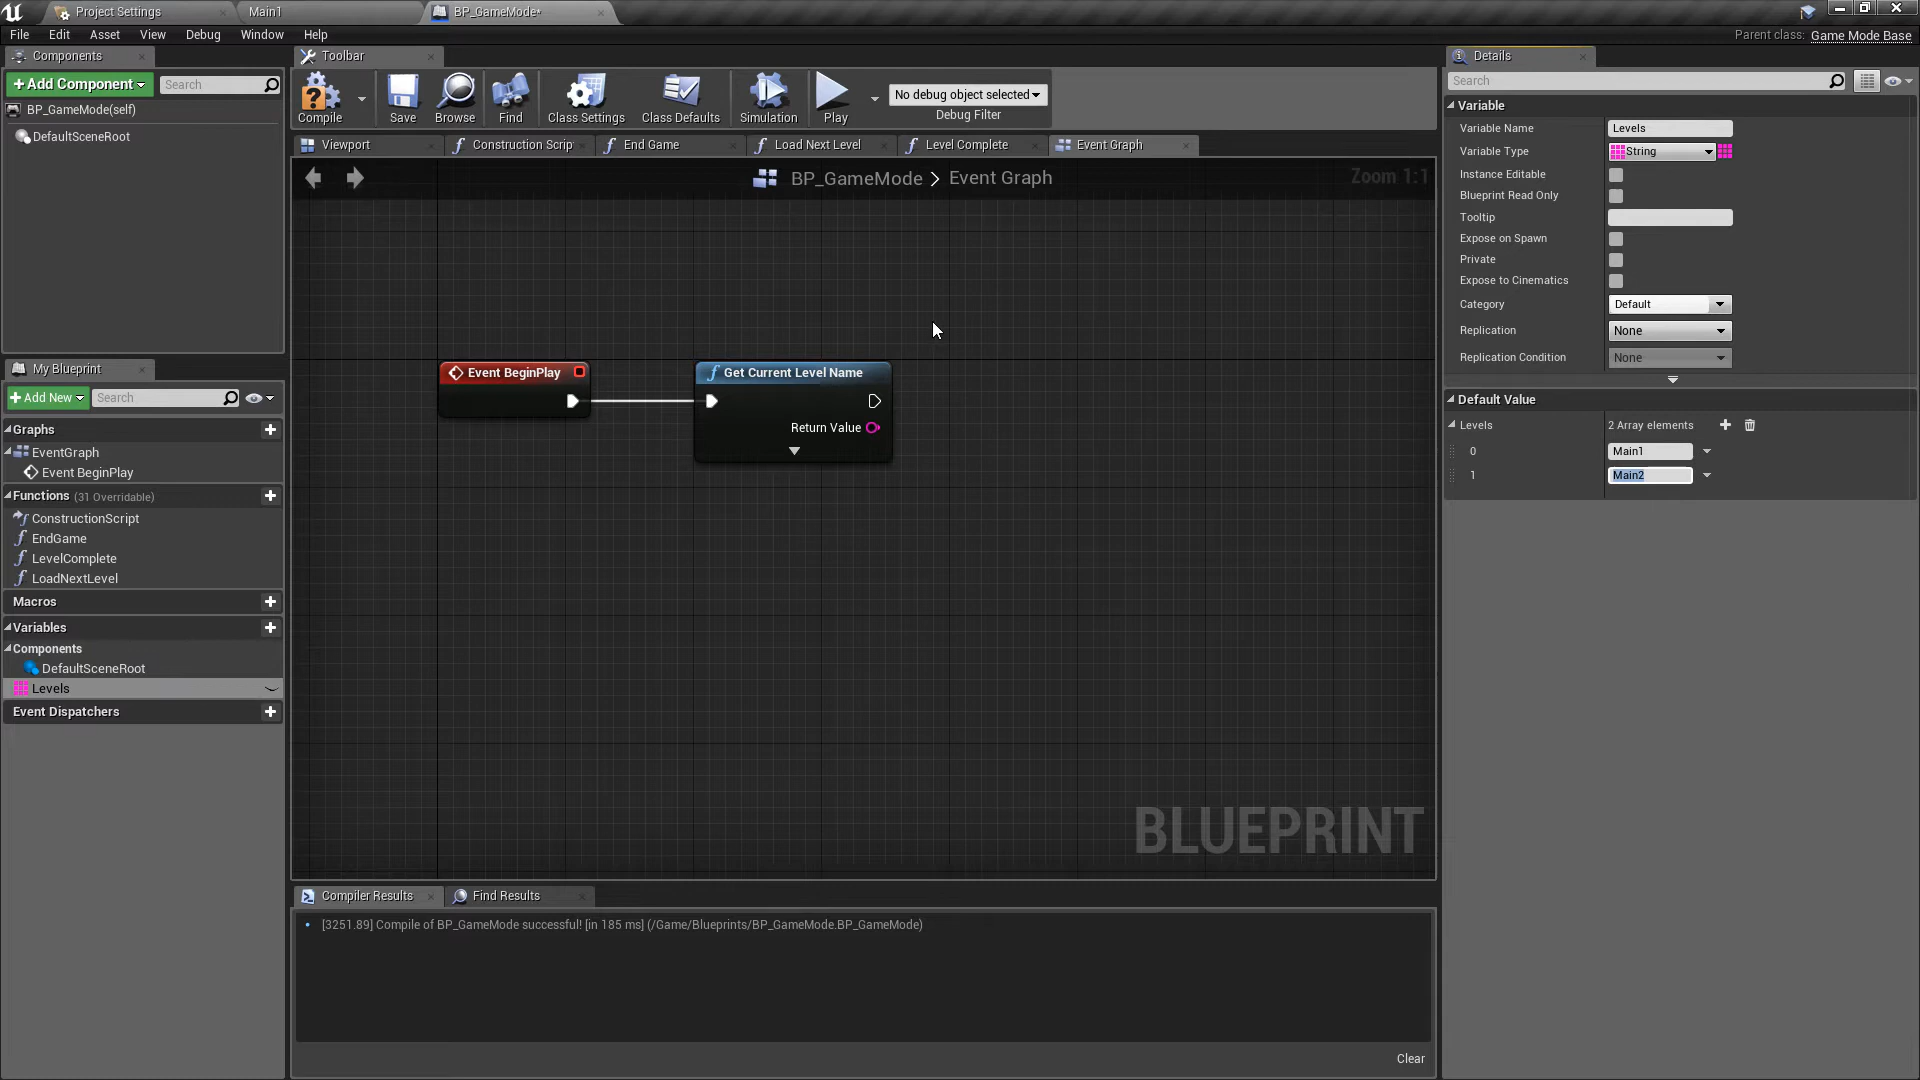 Project Settings
Main1
BP_GameMode*
File Edit Asset View Debug Window Help
Parent class: Game Mode Base
Components
+Add Component
Search
BP_GameMode(self)
DefaultSceneRoot
My Blueprint
+Add New
Search
Graphs
EventGraph
Event BeginPlay
Functions (31 Overridable)
ConstructionScript
EndGame
LevelComplete
LoadNextLevel
Macros
Variables
Components
DefaultSceneRoot
Levels
Event Dispatchers
Toolbar
Compile
Save
Browse
Find
Class Settings
Class Defaults
Simulation
Play
No debug object selected
Debug Filter
Viewport
Construction Scrip
End Game
Load Next Level
Level Complete
Event Graph
BP_GameMode > Event Graph
Zoom 1:1
Event BeginPlay
Get Current Level Name
Return Value
BLUEPRINT
Compiler Results
Find Results
[3251.89] Compile of BP_GameMode successful! [in 185 ms] (/Game/Blueprints/BP_GameMode.BP_GameMode)
Clear
Details
Search
Variable
Variable Name Levels
Variable Type String
Instance Editable
Blueprint Read Only
Tooltip
Expose on Spawn
Private
Expose to Cinematics
Category Default
Replication None
Replication Condition None
Default Value
Levels 2 Array elements
0 Main1
1 Main2